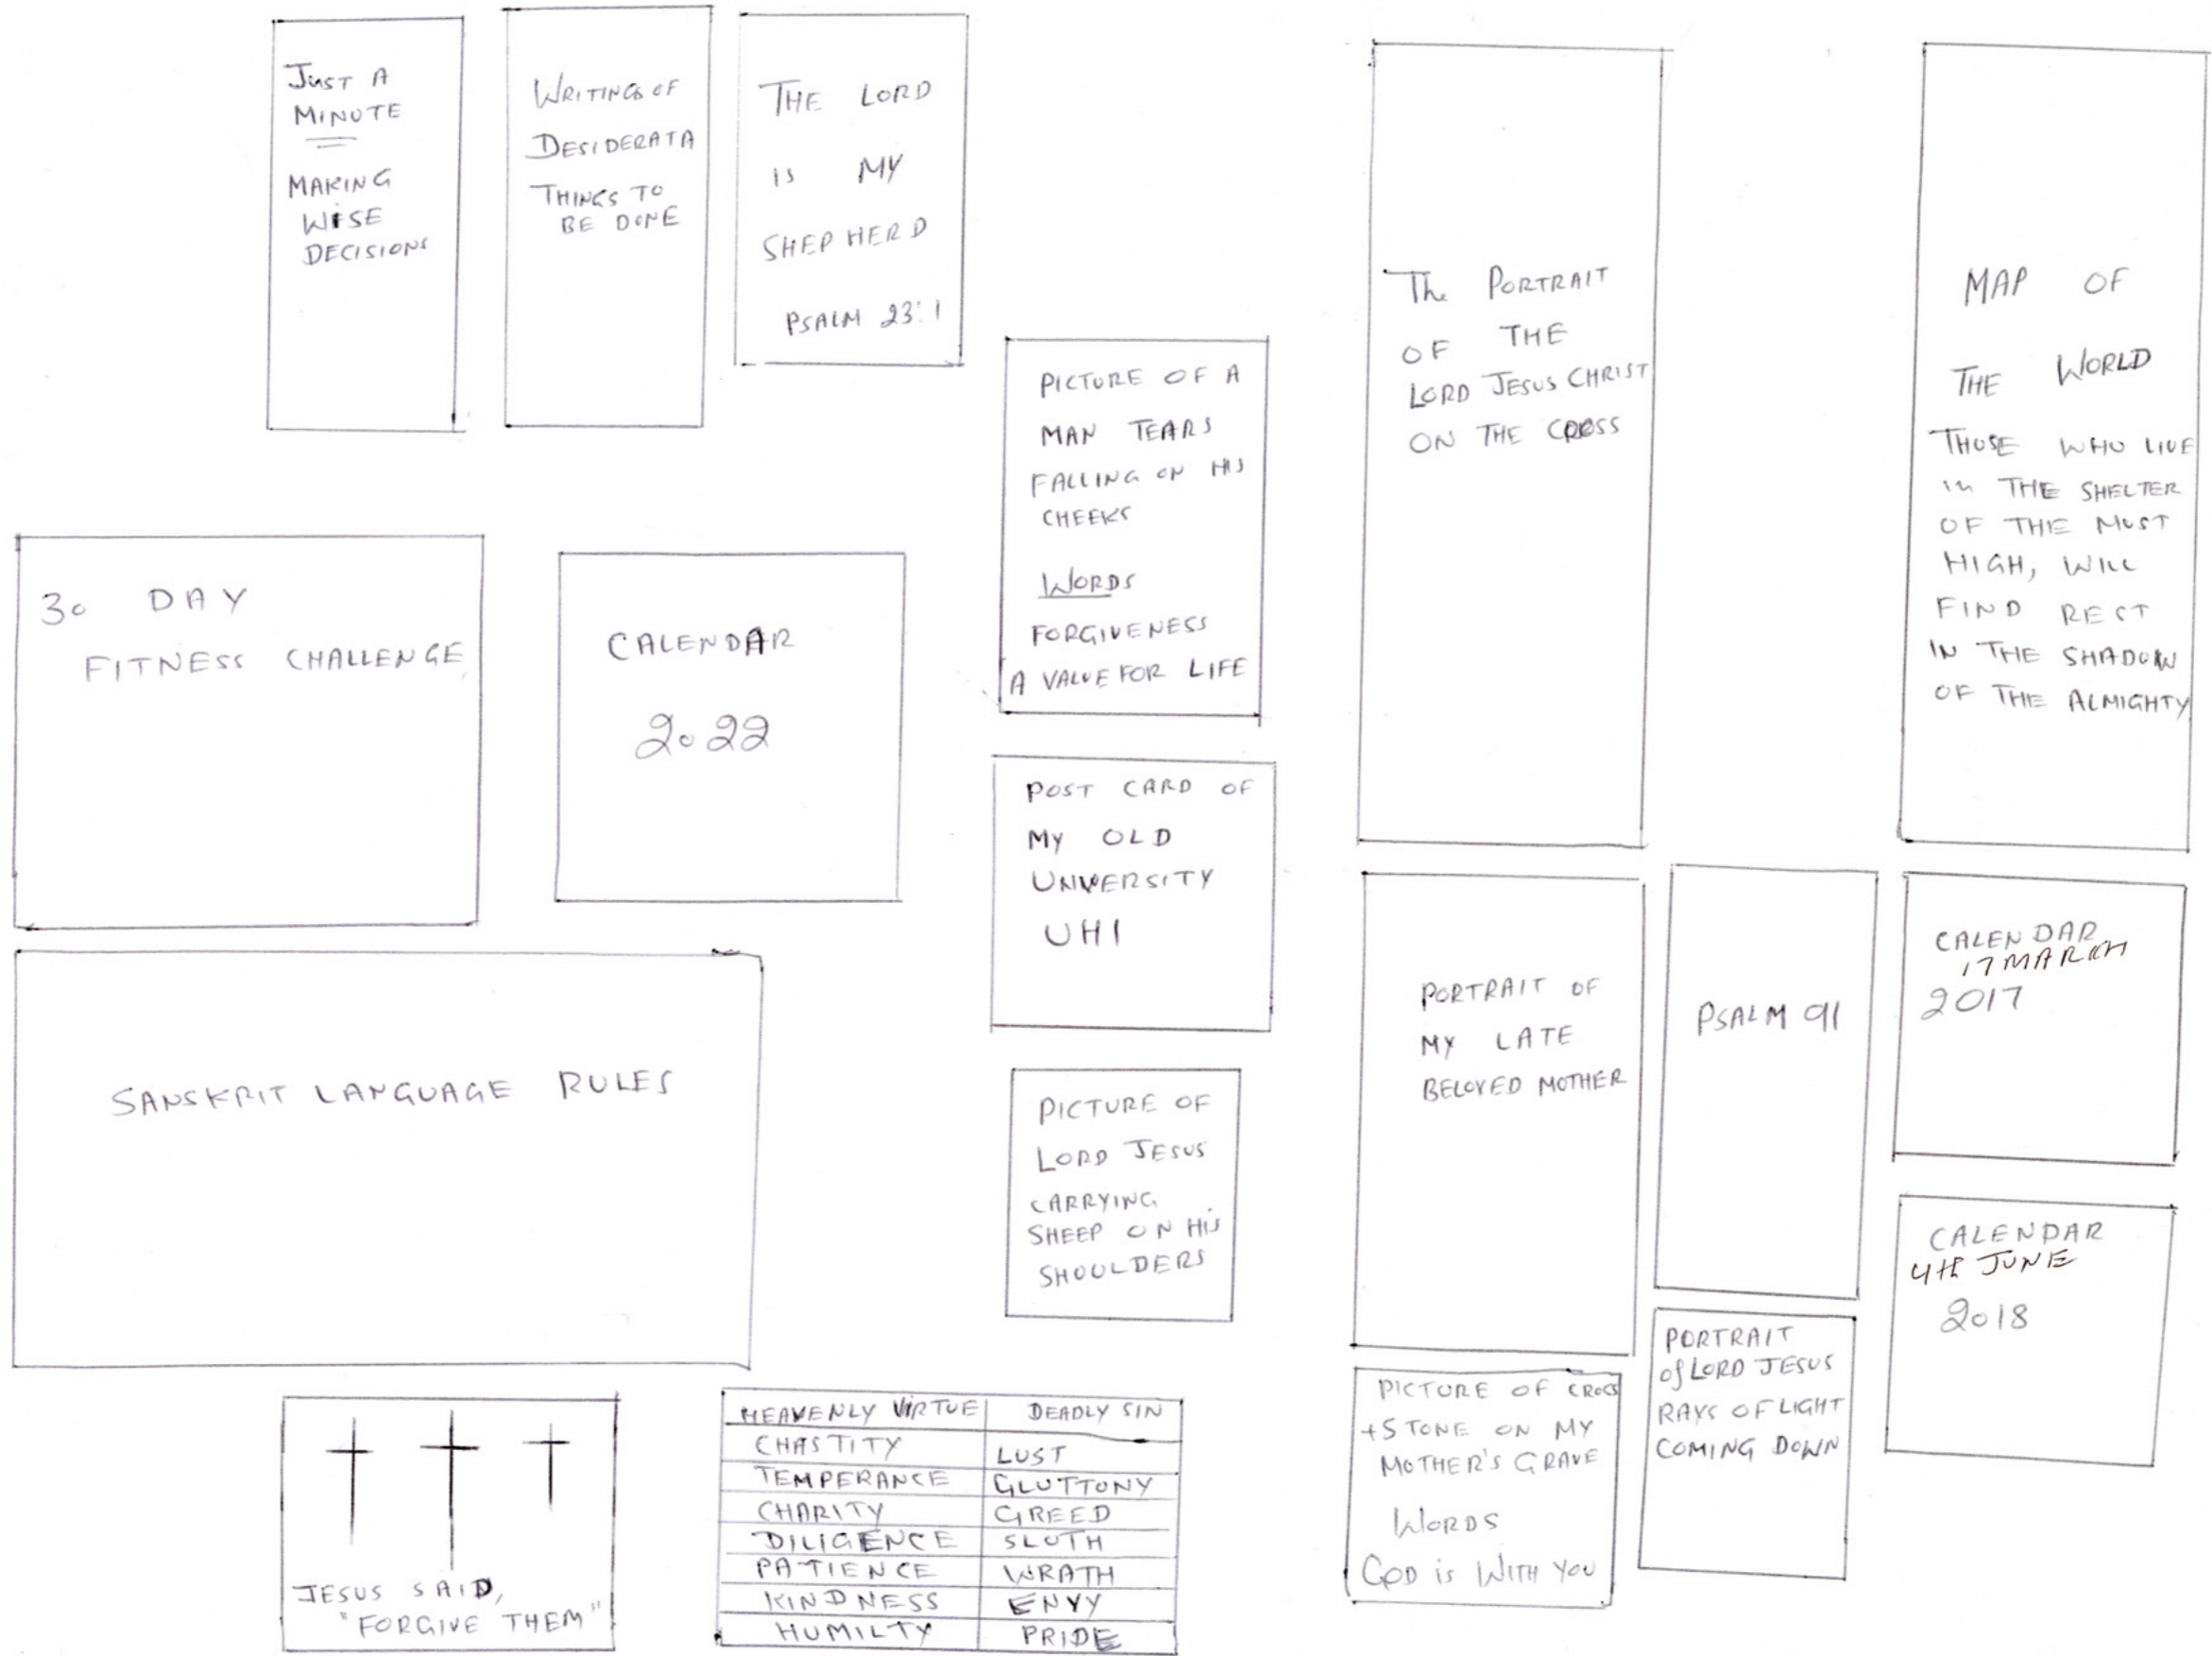 JUST A
MINUTE
MAKING
WISE
DECISIONS
WRITINGS OF
DESIDERATA
THINGS TO
BE DONE
THE LORD
IS MY
SHEPHERD
PSALM 23:1
PICTURE OF A
MAN TEARS
FALLING ON HIS
CHEEKS
WORDS
FORGIVENESS
A VALUE FOR LIFE
The PORTRAIT
OF THE
LORD JESUS CHRIST
ON THE CROSS
MAP OF
THE WORLD
THOSE WHO LIVE
in THE SHELTER
OF THE MOST
HIGH, WILL
FIND REST
IN THE SHADOW
OF THE ALMIGHTY
30 DAY
FITNESS CHALLENGE
CALENDAR
2022
POST CARD OF
MY OLD
UNIVERSITY
UHI
SANSKRIT LANGUAGE RULES
PICTURE OF
LORD JESUS
CARRYING
SHEEP ON HiS
SHOULDERS
PORTRAIT OF
MY LATE
BELOVED MOTHER
PSALM 91
CALENDAR
17 MARCH
2017
CALENDAR
4th JUNE
2018
PORTRAIT
of LORD JESUS
RAYS OF LIGHT
COMING DOWN
PICTURE OF CROSS
+STONE ON MY
MOTHER'S GRAVE
WORDS
GOD is WITH YOU
JESUS SAID,
"FORGIVE THEM"
HEAVENLY VIRTUE DEADLY SIN
CHASTITY LUST
TEMPERANCE GLUTTONY
CHARITY GREED
DILIGENCE SLOTH
PATIENCE WRATH
KINDNESS ENVY
HUMILTY PRIDE